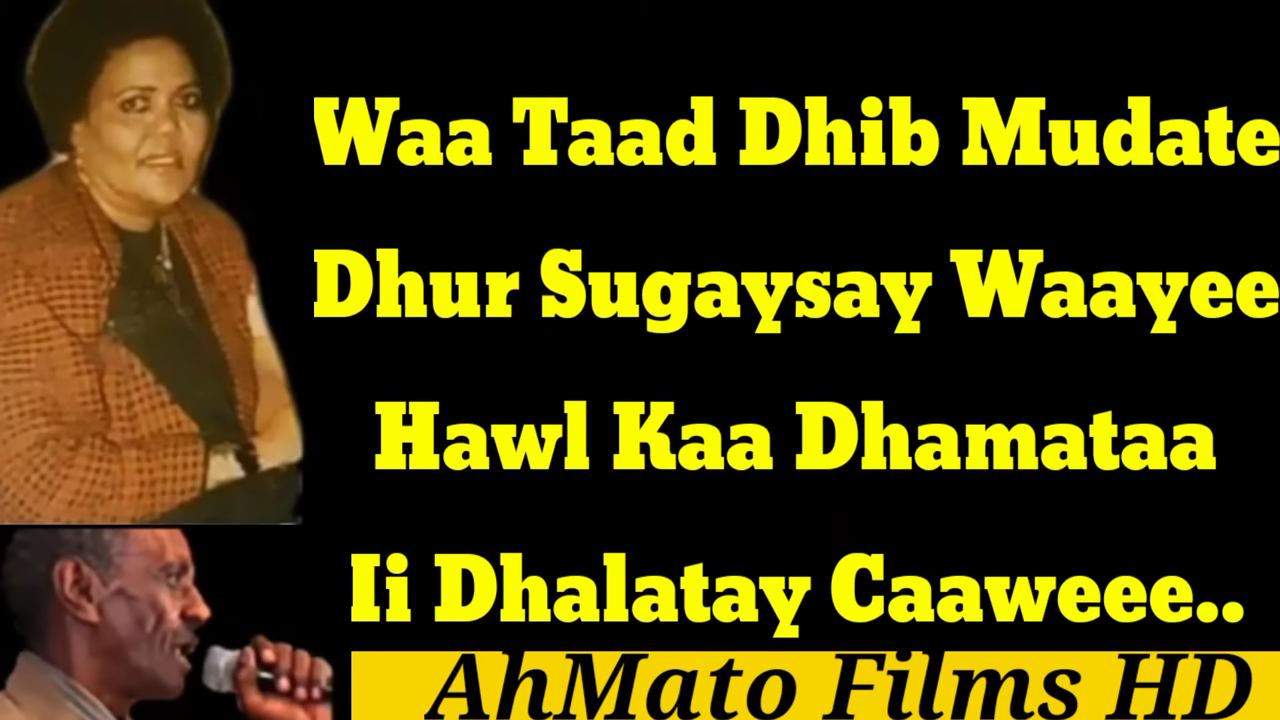 Waa Taad Dhib Mudate
Dhur Sugaysay Waayee
Hawl Kaa Dhamataa
Ii Dhalatay Caaweee..
AhMato Films HD